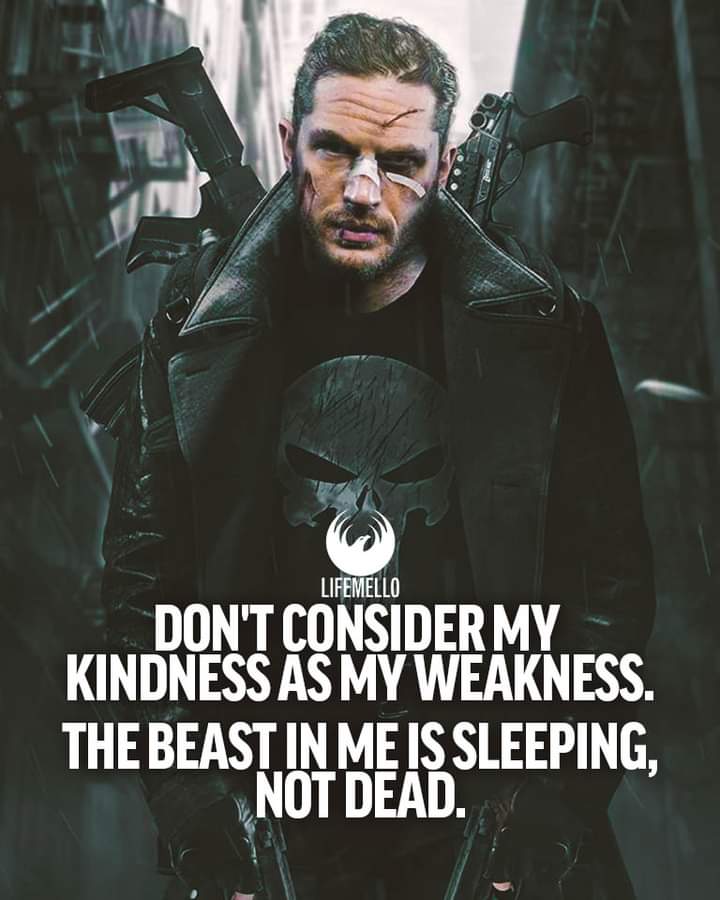 LIFEMELLO
DON'T CONSIDER MY
KINDNESS AS MY WEAKNESS.
THE BEAST IN ME IS SLEEPING,
NOT DEAD.